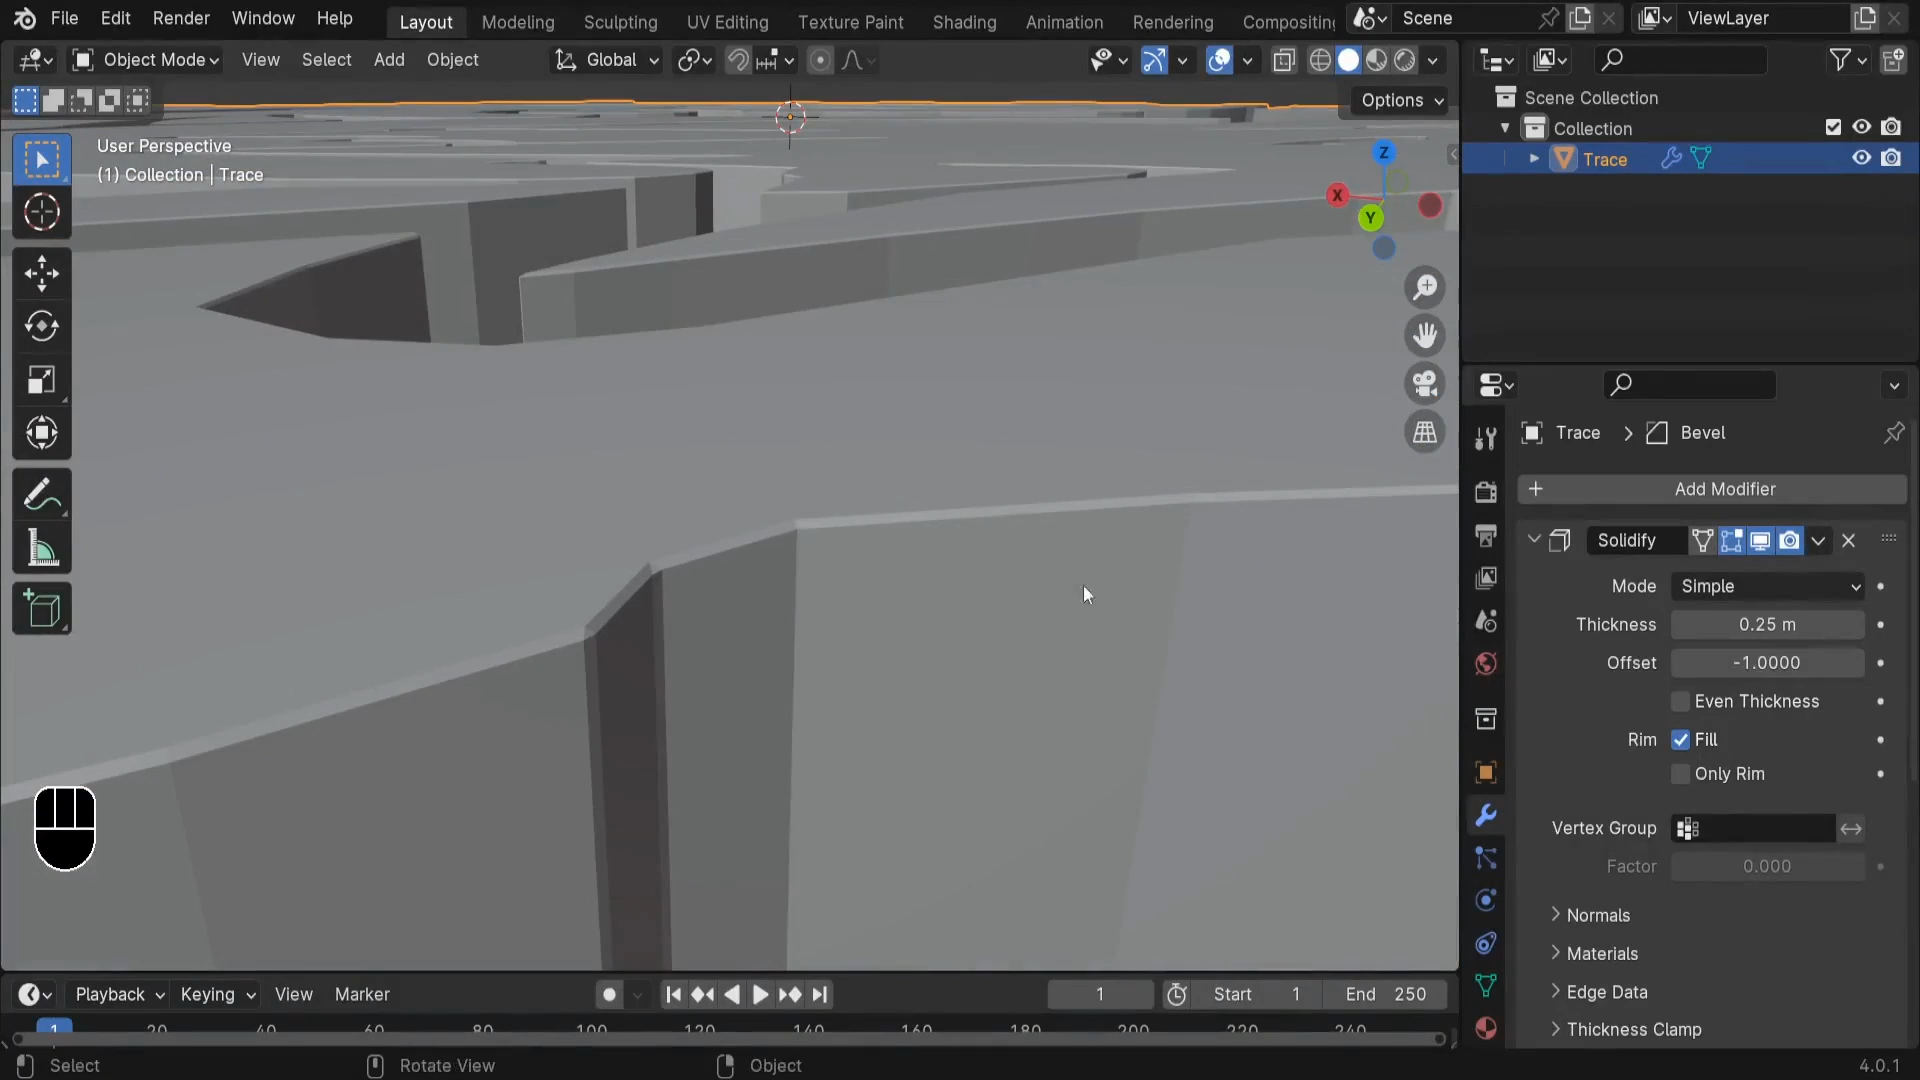 File Edit Render Window Help Layout Modeling Sculpting UV Editing Texture Paint Shading Animation Rendering Compositing Scene ViewLayer
Object Mode View Select Add Object Global
Options
User Perspective
(1) Collection | Trace
Z
X
Y
Scene Collection
Collection
Trace
Trace > Bevel
+ Add Modifier
Solidify
Mode Simple
Thickness 0.25 m
Offset -1.0000
Even Thickness
Rim Fill
Only Rim
Vertex Group
Factor 0.000
Normals
Materials
Edge Data
Thickness Clamp
Playback Keying View Marker 1 Start 1 End 250
1 20 40 60 80 100 120 140 160 180 200 220 240
Select Rotate View Object 4.0.1